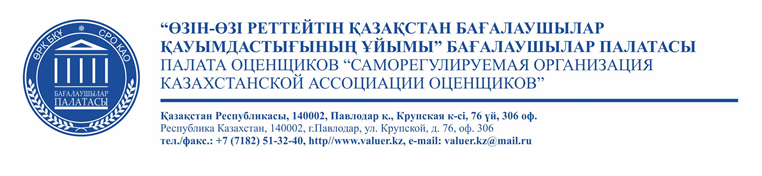 ӨРҚ БҚҰ
СРО КАО
БАҒАЛАУШЫЛАР
ПАЛАТАСЫ
“ӨЗІН-ӨЗІ РЕТТЕЙТІН ҚАЗАҚСТАН БАҒАЛАУШЫЛАР
ҚАУЫМДАСТЫҒЫНЫҢ ҰЙЫМЫ” БАҒАЛАУШЫЛАР ПАЛАТАСЫ
ПАЛАТА ОЦЕНЩИКОВ “САМОРЕГУЛИРУЕМАЯ ОРГАНИЗАЦИЯ
КАЗАХСТАНСКОЙ АССОЦИАЦИИ ОЦЕНЩИКОВ”
Қазақстан Республикасы, 140002, Павлодар қ., Крупская к-сі, 76 үй, 306 оф.
Республика Казахстан, 140002, г.Павлодар, ул. Крупской, д. 76, оф. 306
тел./факс.: +7 (7182) 51-32-40, http//www.valuer.kz, e-mail: valuer.kz@mail.ru